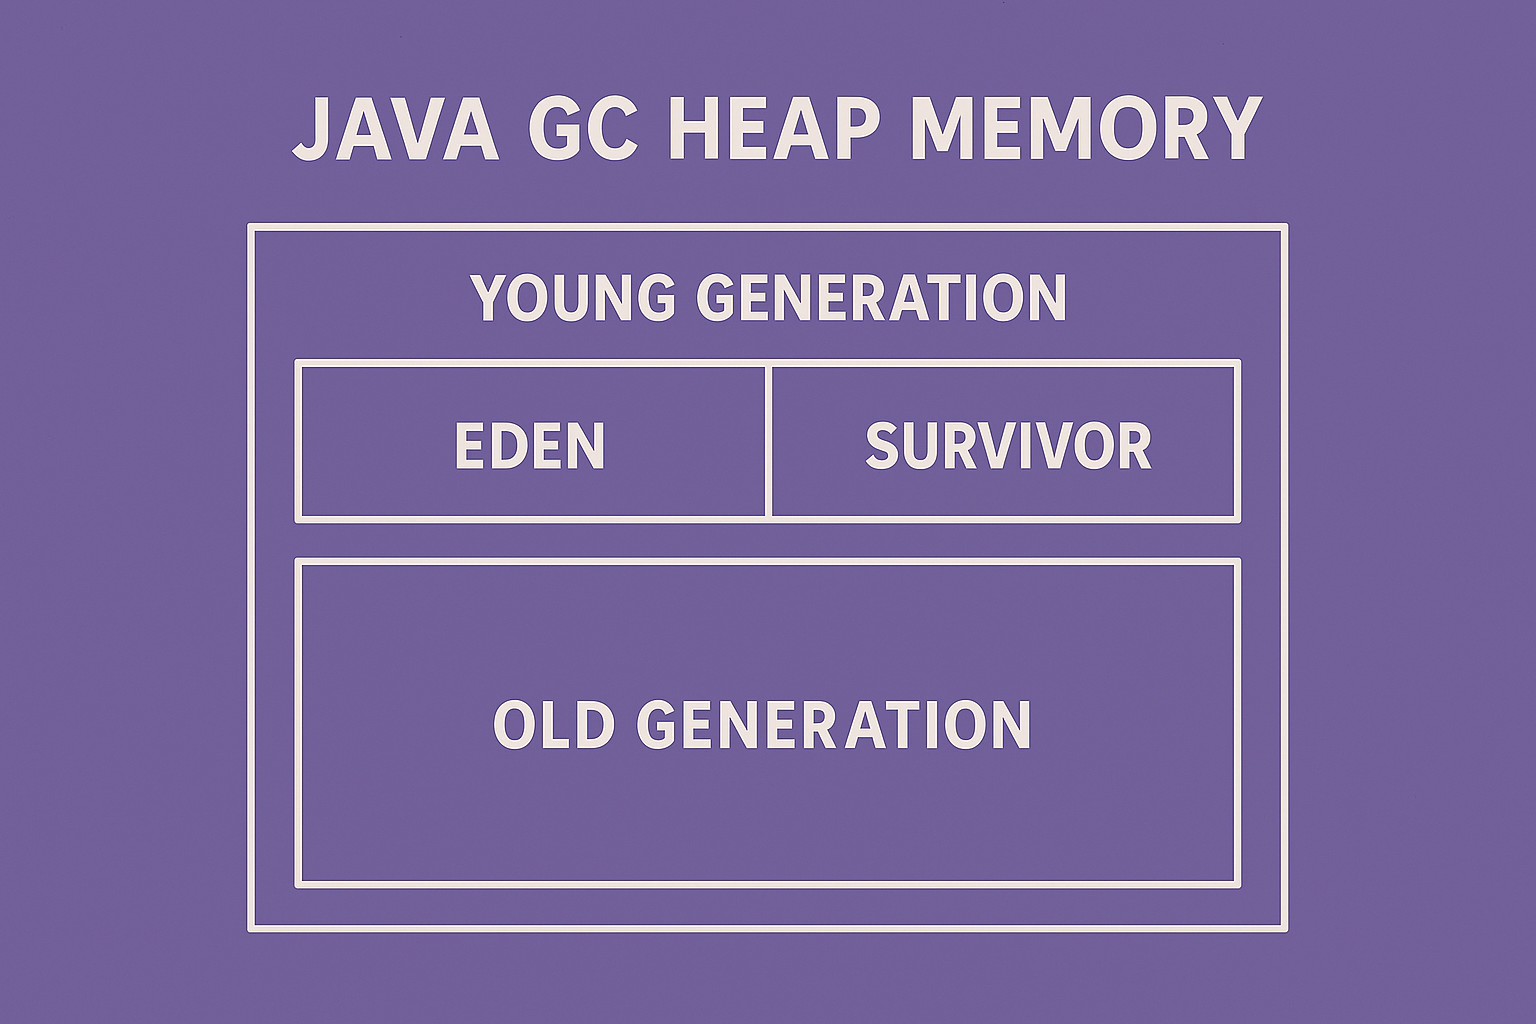 JAVA GC HEAP MEMORY
YOUNG GENERATION
EDEN
SURVIVOR
OLD GENERATION